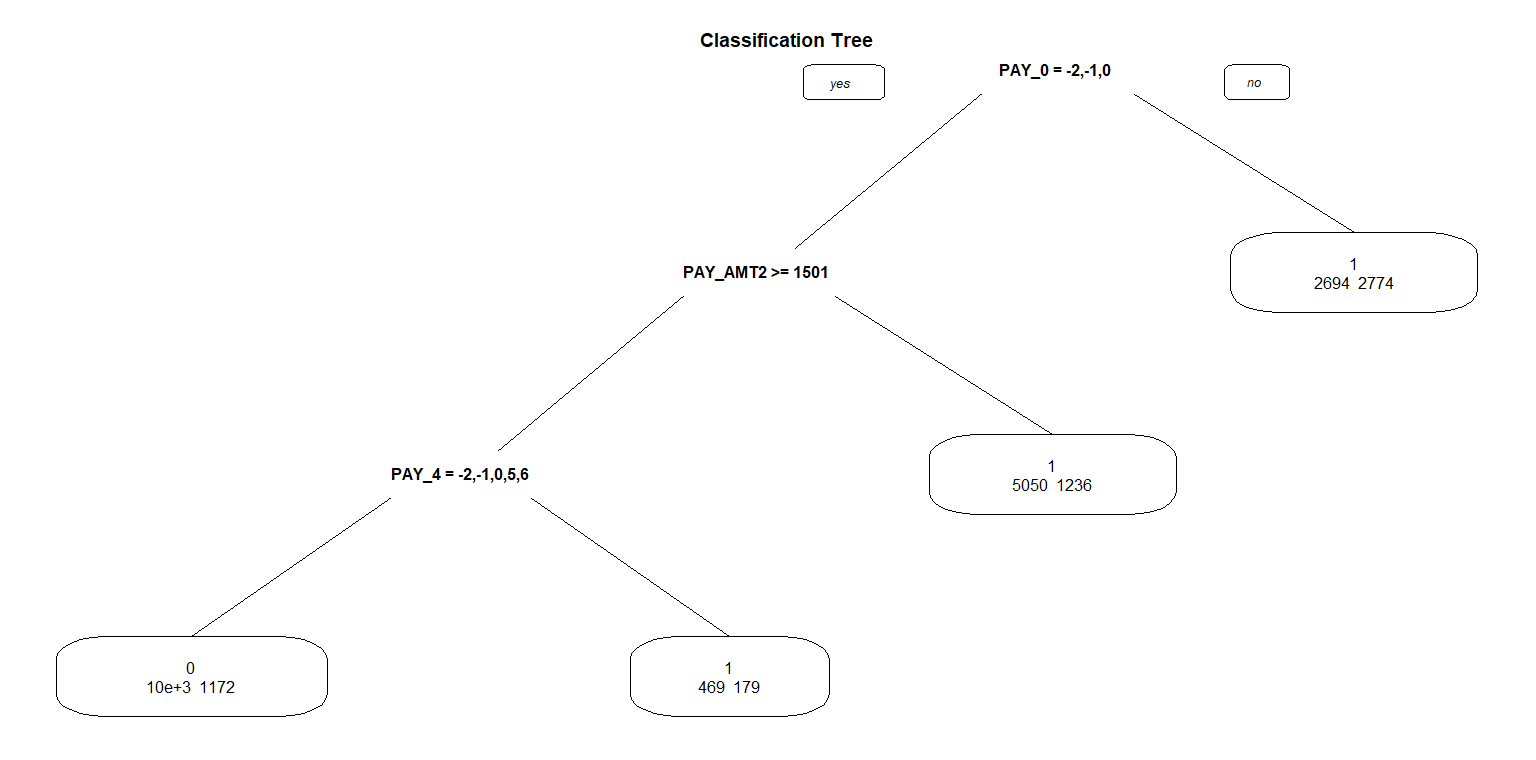 Classification Tree
yes
PAY_0 = -2,-1,0
no
PAY_AMT2 >= 1501
1
2694 2774
PAY_4 = -2,-1,0,5,6
1
5050 1236
0
10e+3 1172
1
469 179